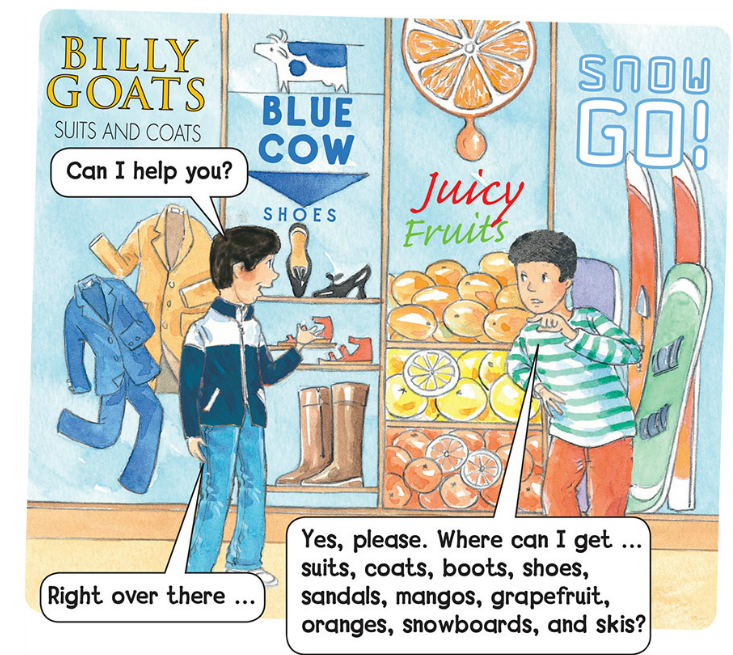 BILLY
GOATS
SUITS AND COATS
BLUE
COW
SHOES
Juicy
Fruits
SNOW
GO!
Can I help you?
Yes, please. Where can I get ...
suits, coats, boots, shoes,
sandals, mangos, grapefruit,
oranges, snowboards, and skis?
Right over there ...